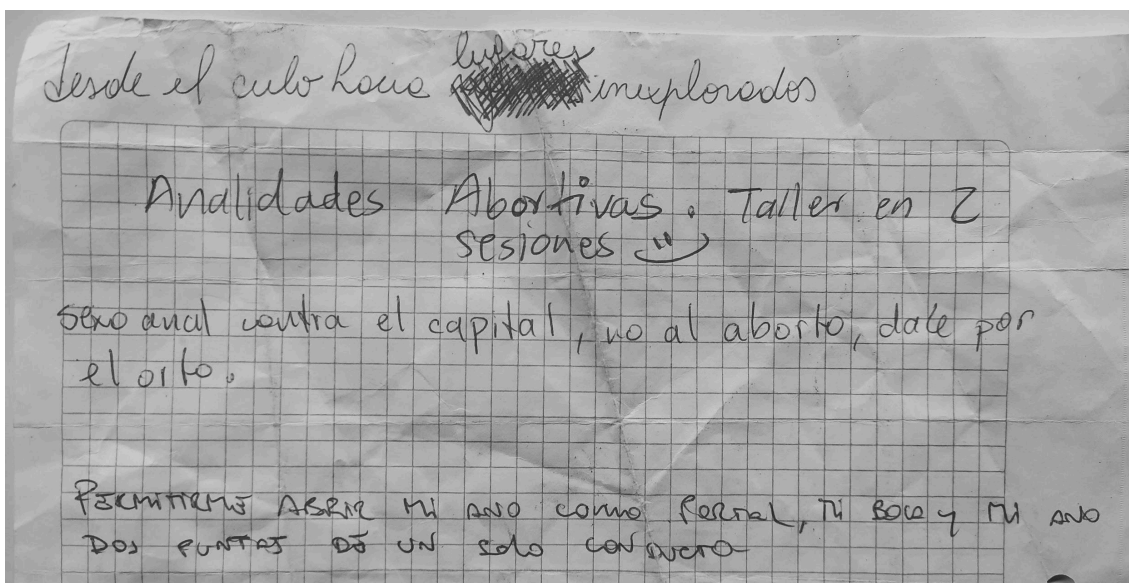 lugares
desde el culo hacia inexplorados
Analidades Abortivas. Taller en 2
sesiones :)
sexo anal contra el capital, no al aborto, dale por
el orto.
PERMITIRME ABRIR MI ANO COMO PORTAL, MI BOCA Y MI ANO
DOS PUNTAS DE UN SOLO CONDUCTO